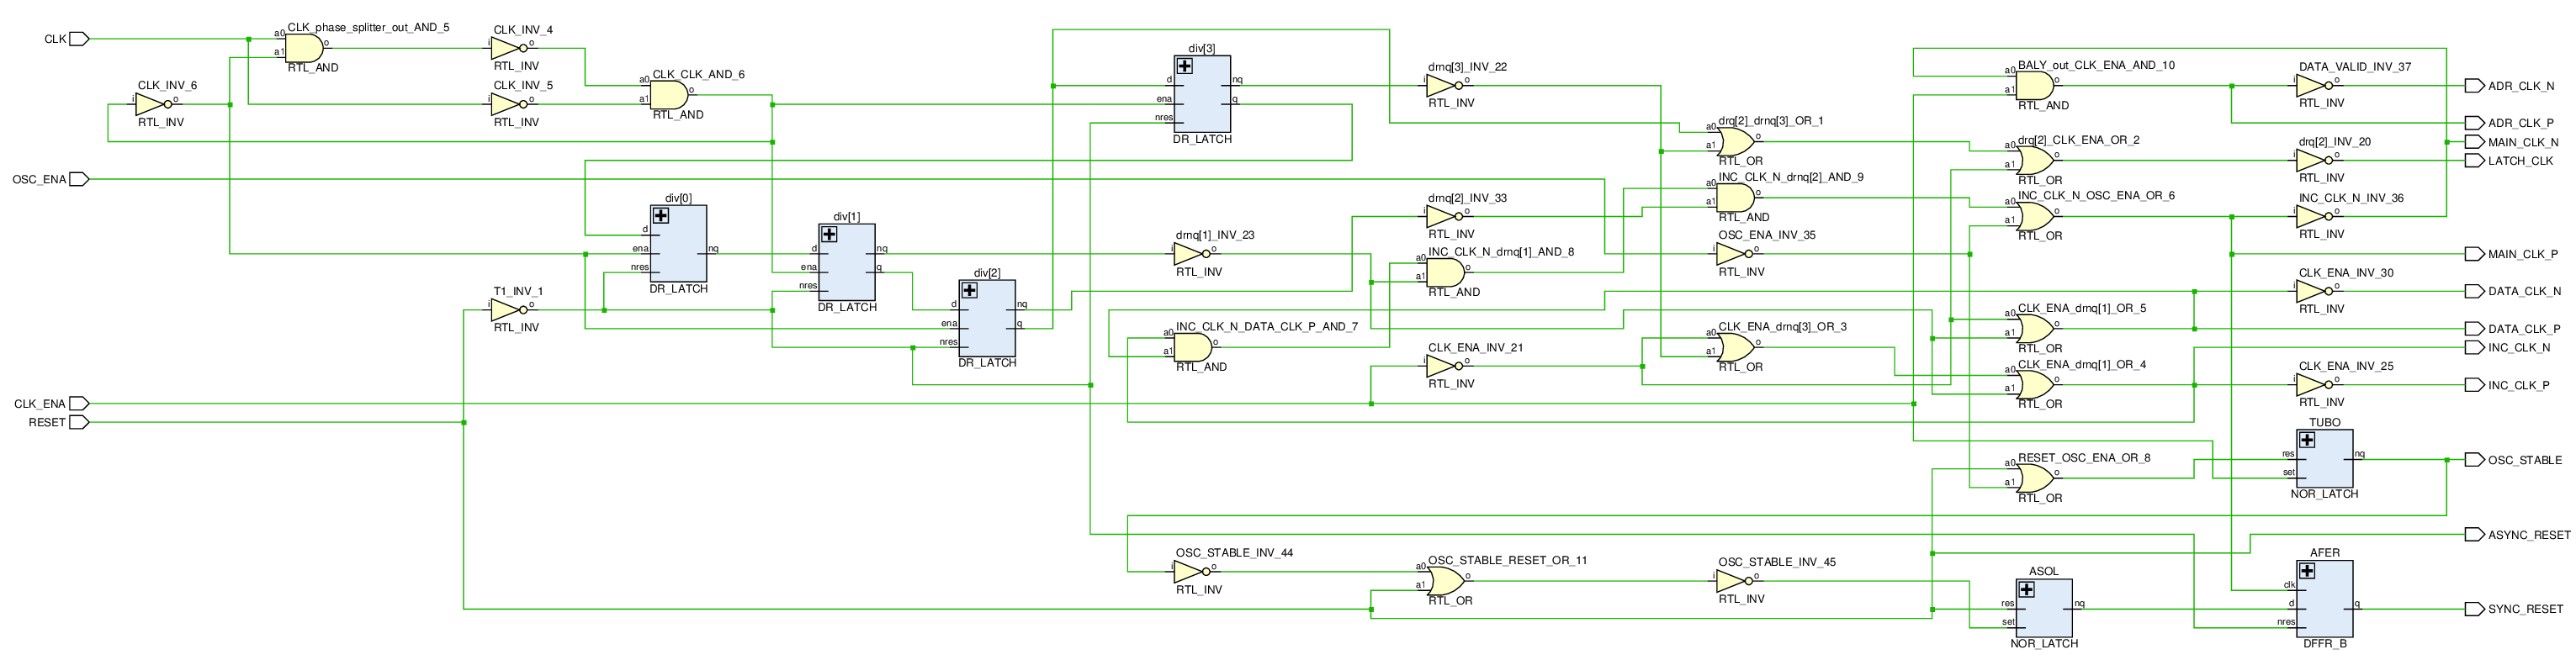 CLK
CLK_phase_splitter_out_AND_5
a0
a1
o
RTL_AND
CLK_INV_4
i
o
RTL_INV
CLK_INV_6
i
o
RTL_INV
CLK_INV_5
i
o
RTL_INV
CLK_CLK_AND_6
a0
a1
o
RTL_AND
div[3]
d
ena
nres
nq
q
DR_LATCH
drnq[3]_INV_22
i
o
RTL_INV
BALY_out_CLK_ENA_AND_10
a0
a1
o
RTL_AND
DATA_VALID_INV_37
i
o
RTL_INV
ADR_CLK_N
ADR_CLK_P
MAIN_CLK_N
LATCH_CLK
drq[2]_drnq[3]_OR_1
a0
a1
o
RTL_OR
drq[2]_CLK_ENA_OR_2
a0
a1
o
RTL_OR
drq[2]_INV_20
i
o
RTL_INV
OSC_ENA
INC_CLK_N_drnq[2]_AND_9
a0
a1
o
RTL_AND
INC_CLK_N_OSC_ENA_OR_6
a0
a1
o
RTL_OR
INC_CLK_N_INV_36
i
o
RTL_INV
div[0]
d
ena
nres
nq
DR_LATCH
div[1]
d
ena
nres
nq
q
DR_LATCH
div[2]
d
ena
nres
nq
q
DR_LATCH
drnq[2]_INV_33
i
o
RTL_INV
drnq[1]_INV_23
i
o
RTL_INV
INC_CLK_N_drnq[1]_AND_8
a0
a1
o
RTL_AND
OSC_ENA_INV_35
i
o
RTL_INV
MAIN_CLK_P
CLK_ENA_INV_30
i
o
RTL_INV
DATA_CLK_N
T1_INV_1
i
o
RTL_INV
INC_CLK_N_DATA_CLK_P_AND_7
a0
a1
o
RTL_AND
CLK_ENA_INV_21
i
o
RTL_INV
CLK_ENA_drnq[3]_OR_3
a0
a1
o
RTL_OR
CLK_ENA_drnq[1]_OR_5
a0
a1
o
RTL_OR
DATA_CLK_P
INC_CLK_N
CLK_ENA_drnq[1]_OR_4
a0
a1
o
RTL_OR
CLK_ENA_INV_25
i
o
RTL_INV
INC_CLK_P
CLK_ENA
RESET
RESET_OSC_ENA_OR_8
a0
a1
o
RTL_OR
TUBO
res
set
nq
NOR_LATCH
OSC_STABLE
ASYNC_RESET
OSC_STABLE_INV_44
i
o
RTL_INV
OSC_STABLE_RESET_OR_11
a0
a1
o
RTL_OR
OSC_STABLE_INV_45
i
o
RTL_INV
ASOL
res
set
nq
NOR_LATCH
AFER
clk
d
nres
q
DFFR_B
SYNC_RESET